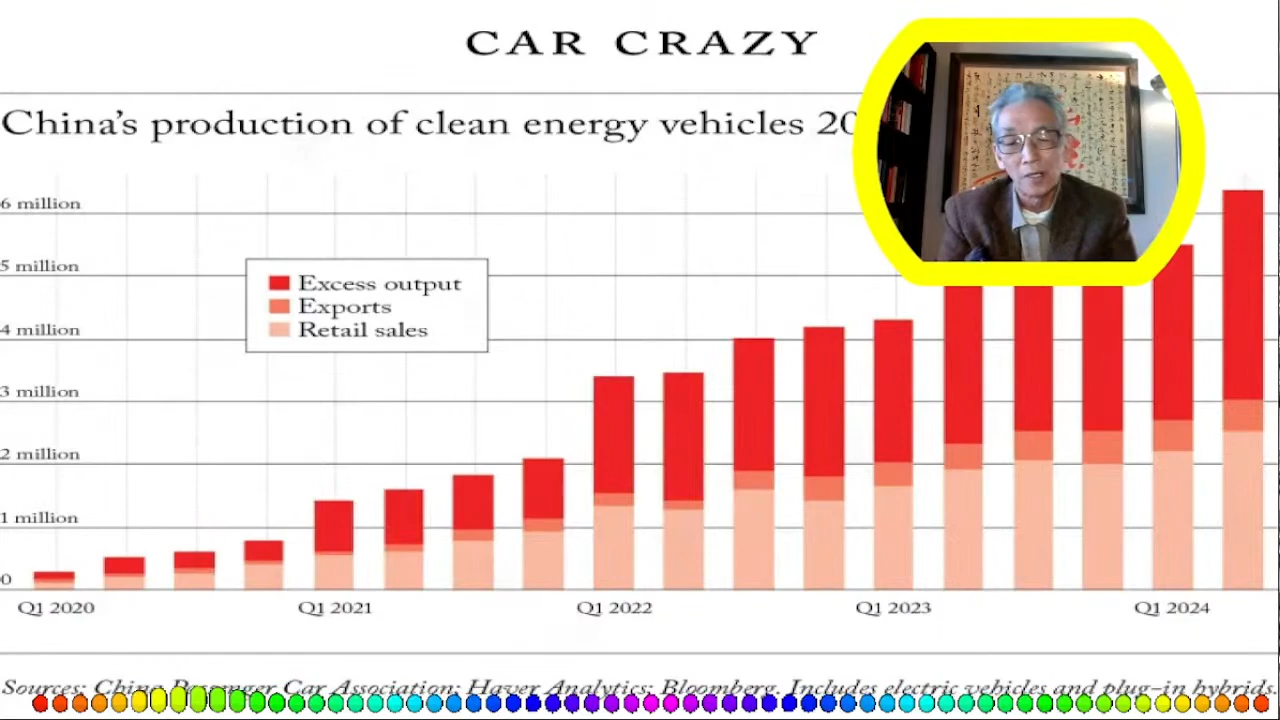 CAR CRAZY
China's production of clean energy vehicles 20
6 million
5 million
4 million
3 million
2 million
1 million
0
Excess output
Exports
Retail sales
Q1 2020
Q1 2021
Q1 2022
Q1 2023
Q1 2024
Sources: China Passenger Car Association; Haver Analytics; Bloomberg. Includes electric vehicles and plug-in hybrids.